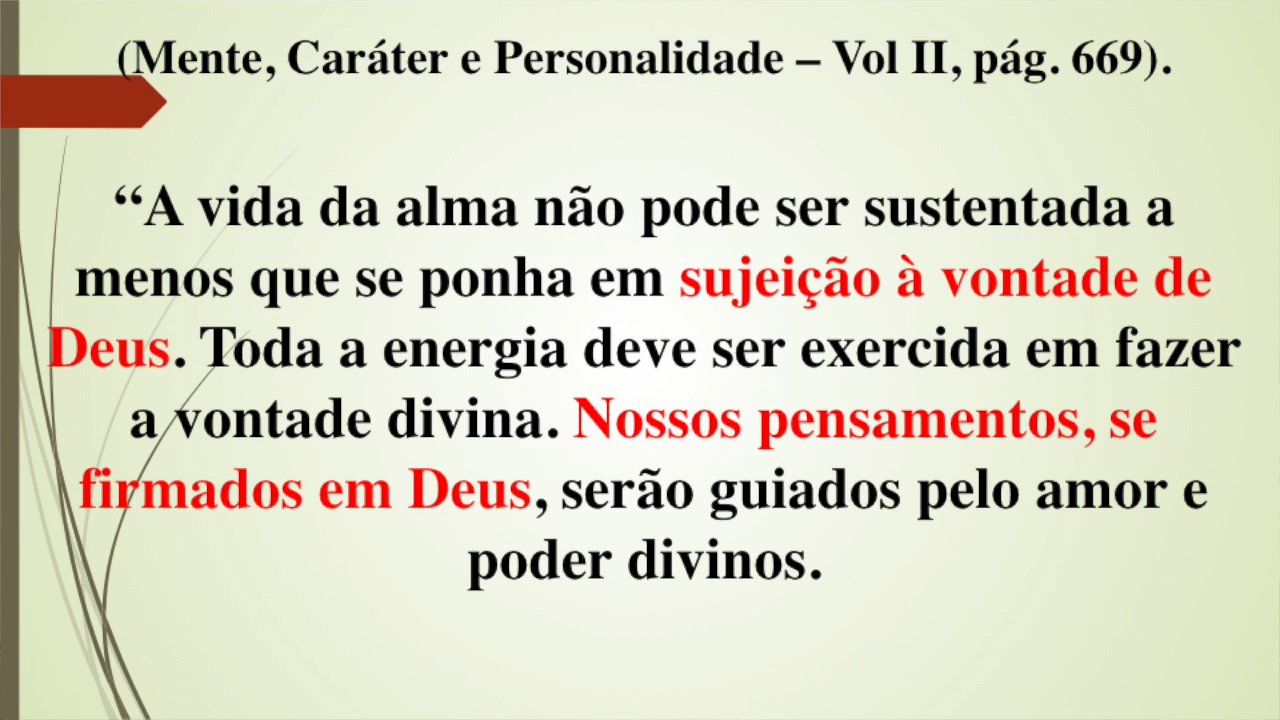 (Mente, Caráter e Personalidade – Vol II, pág. 669).
“A vida da alma não pode ser sustentada a
menos que se ponha em sujeição à vontade de
Deus. Toda a energia deve ser exercida em fazer
a vontade divina. Nossos pensamentos, se
firmados em Deus, serão guiados pelo amor e
poder divinos.